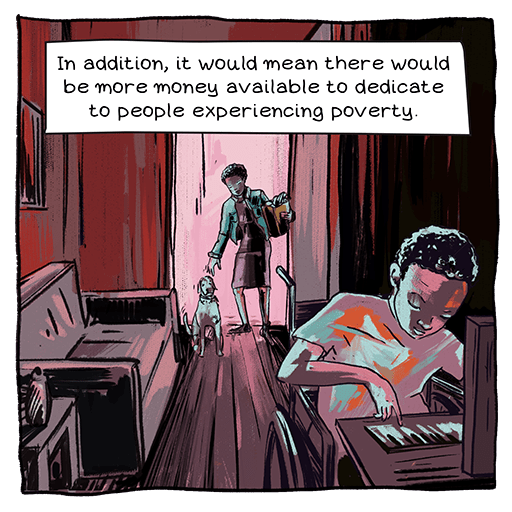 In addition, it would mean there would
be more money available to dedicate
to people experiencing poverty.